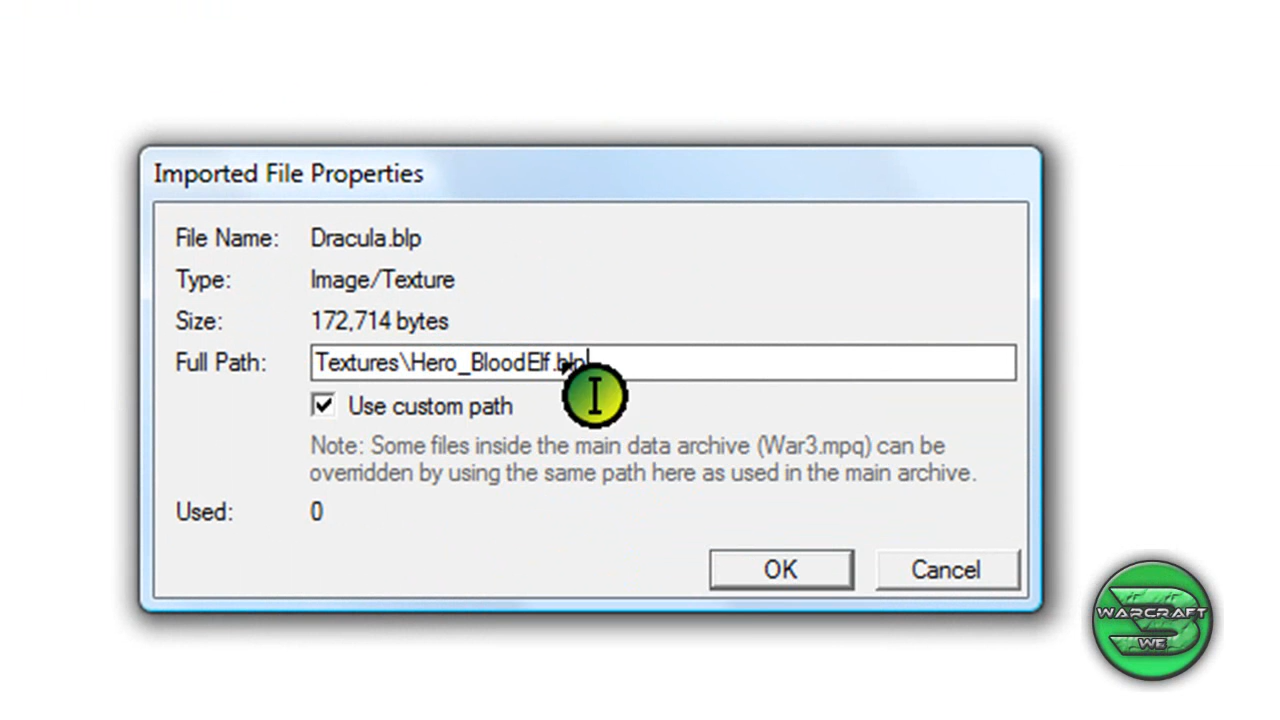 Imported File Properties
File Name: Dracula.blp
Type: Image/Texture
Size: 172,714 bytes
Full Path: Textures\Hero_BloodElf.blp
Use custom path
Note: Some files inside the main data archive (War3.mpq) can be
overridden by using the same path here as used in the main archive.
Used: 0
OK Cancel
3
WARCRAFT
WE